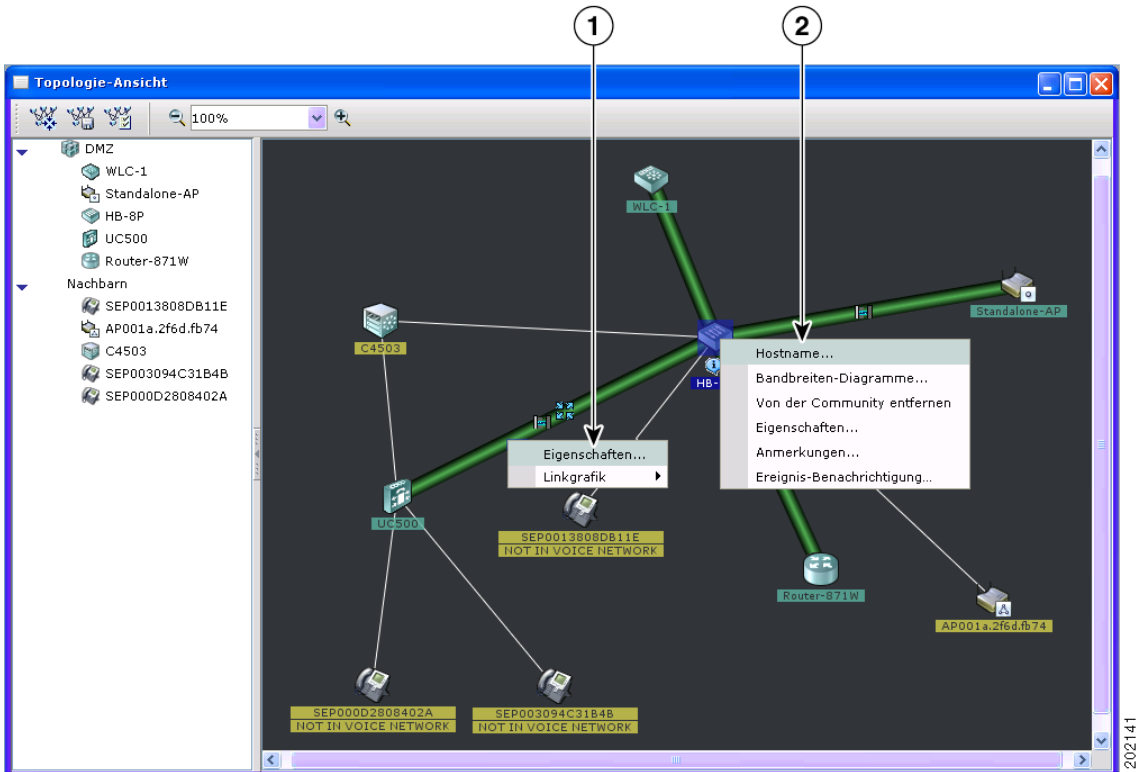 1
2
Topologie-Ansicht
100%
DMZ
WLC-1
Standalone-AP
HB-8P
UC500
Router-871W
Nachbarn
SEP0013808DB11E
AP001a.2f6d.fb74
C4503
SEP003094C31B4B
SEP000D2808402A
WLC-1
Standalone-AP
C4503
HB-
Hostname...
Bandbreiten-Diagramme...
Von der Community entfernen
Eigenschaften...
Anmerkungen...
Ereignis-Benachrichtigung...
Eigenschaften...
Linkgrafik
UC500
SEP0013808DB11E
NOT IN VOICE NETWORK
Router-871W
AP001a.2f6d.fb74
SEP000D2808402A
NOT IN VOICE NETWORK
SEP003094C31B4B
NOT IN VOICE NETWORK
202141